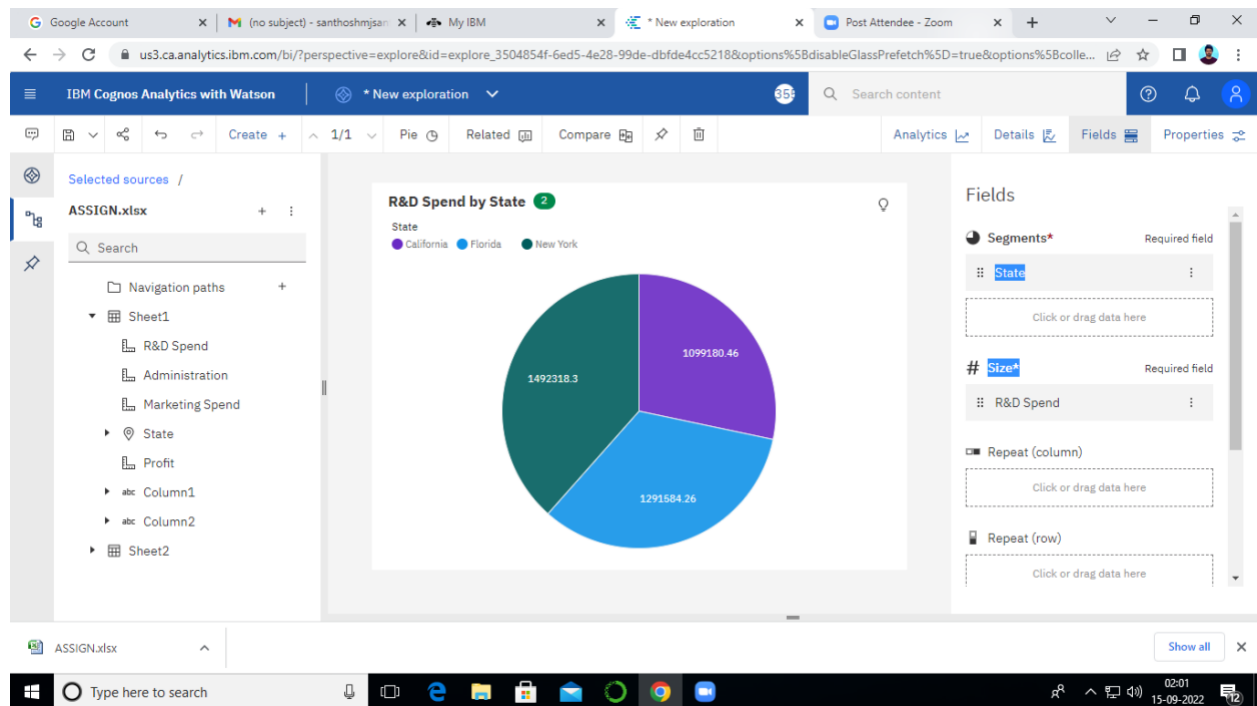 Google Account
(no subject) - santhoshmjsan
My IBM
* New exploration
Post Attendee - Zoom
us3.ca.analytics.ibm.com/bi/?perspective=explore&id=explore_3504854f-6ed5-4e28-99de-dbfde4cc5218&options%5BdisableGlassPrefetch%5D=true&options%5Bcolle...
IBM Cognos Analytics with Watson
* New exploration
Search content
Create +
1/1
Pie
Related
Compare
Analytics
Details
Fields
Properties
Selected sources /
ASSIGN.xlsx
Search
Navigation paths
Sheet1
R&D Spend
Administration
Marketing Spend
State
Profit
abc Column1
abc Column2
Sheet2
R&D Spend by State 2
State
California Florida New York
1099180.46
1492318.3
1291584.26
Fields
Segments* Required field
State
Click or drag data here
# Size* Required field
R&D Spend
Repeat (column)
Click or drag data here
Repeat (row)
Click or drag data here
ASSIGN.xlsx
Show all
Type here to search
02:01
15-09-2022
12